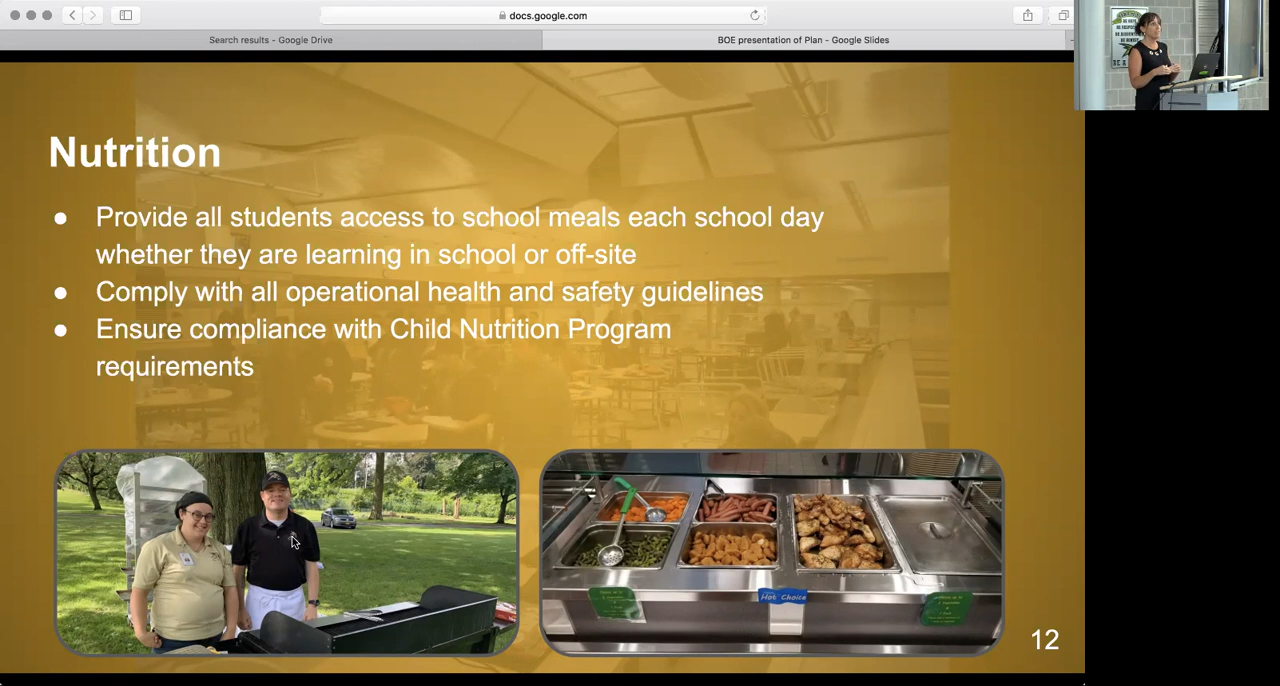 docs.google.com
Search results - Google Drive
BOE presentation of Plan - Google Slides
Nutrition
● Provide all students access to school meals each school day
whether they are learning in school or off-site
● Comply with all operational health and safety guidelines
● Ensure compliance with Child Nutrition Program
requirements
Hot Choice
12